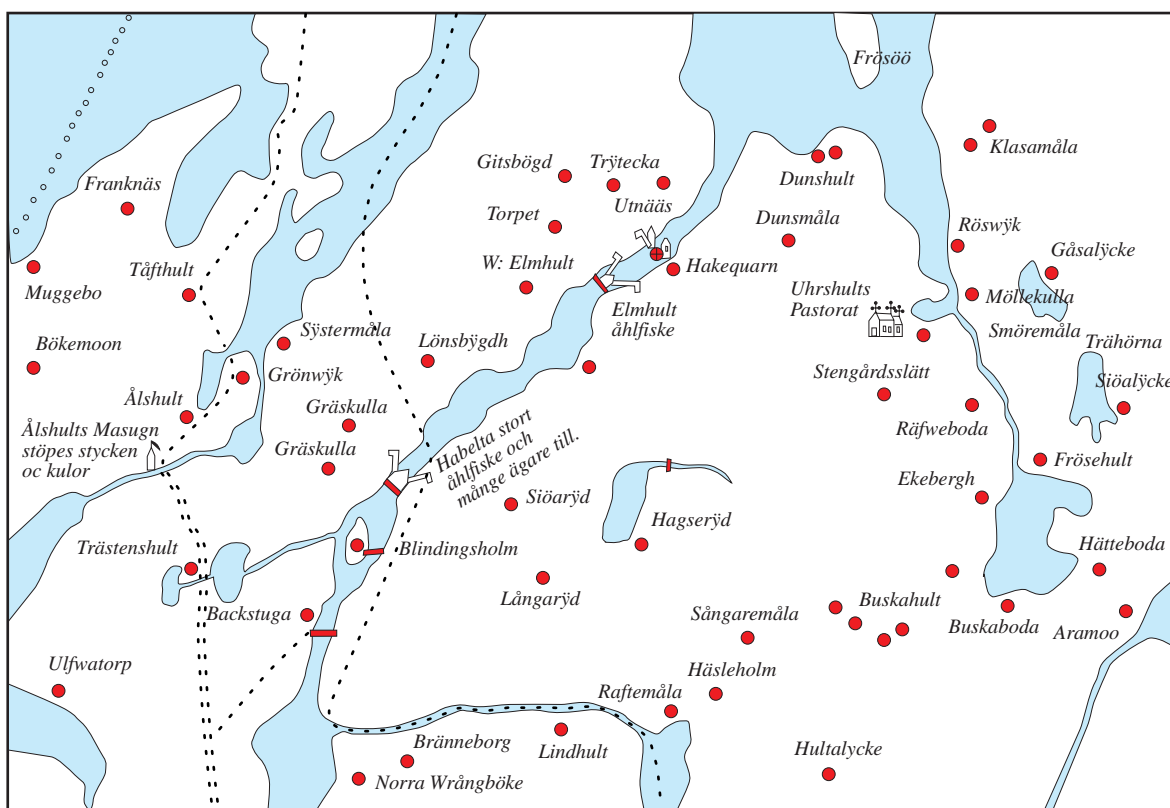 Frösöö
Klasamåla
Gitsbögd
Trÿtecka
Dunshult
Franknäs
Utnääs
Torpet
Dunsmåla
Röswÿk
Gåsalÿcke
W: Elmhult
Hakequarn
Muggebo
Tåfthult
Elmhult
åhlfiske
Uhrshults
Pastorat
Möllekulla
Smöremåla
Sÿstermåla
Lönsbÿgdh
Trähörna
Bökemoon
Grönwÿk
Stengårdsslätt
Siöalÿcke
Ålshult
Gräskulla
Räfweboda
Ålshults Masugn
stöpes stycken
oc kulor
Gräskulla
Habelta stort
åhlfiske och
månge ägare till.
Frösehult
Ekebergh
Siöarÿd
Hagserÿd
Trästenshult
Blindingsholm
Hätteboda
Långarÿd
Backstuga
Sångaremåla
Buskahult
Buskaboda
Aramoo
Ulfwatorp
Häsleholm
Raftemåla
Bränneborg
Lindhult
Hultalycke
Norra Wrångböke